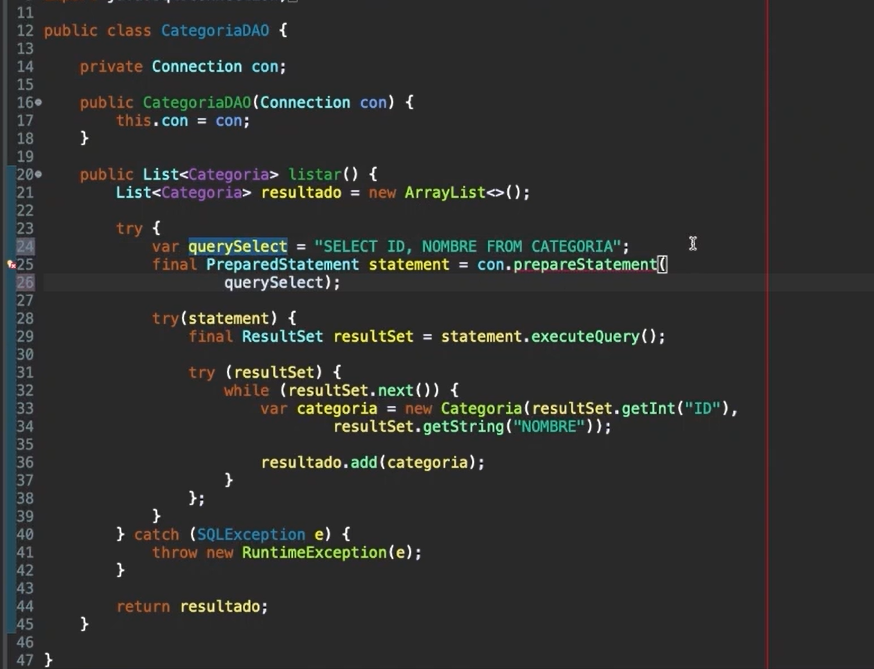 11
12 public class CategoriaDAO {
13
14     private Connection con;
15
16     public CategoriaDAO(Connection con) {
17         this.con = con;
18     }
19
20     public List<Categoria> listar() {
21         List<Categoria> resultado = new ArrayList<>();
22
23         try {
24             var querySelect = "SELECT ID, NOMBRE FROM CATEGORIA";
25             final PreparedStatement statement = con.prepareStatement(
26                     querySelect);
27
28             try(statement) {
29                 final ResultSet resultSet = statement.executeQuery();
30
31                 try (resultSet) {
32                     while (resultSet.next()) {
33                         var categoria = new Categoria(resultSet.getInt("ID"),
34                                 resultSet.getString("NOMBRE"));
35
36                         resultado.add(categoria);
37                     }
38                 };
39             }
40         } catch (SQLException e) {
41             throw new RuntimeException(e);
42         }
43
44         return resultado;
45     }
46
47 }